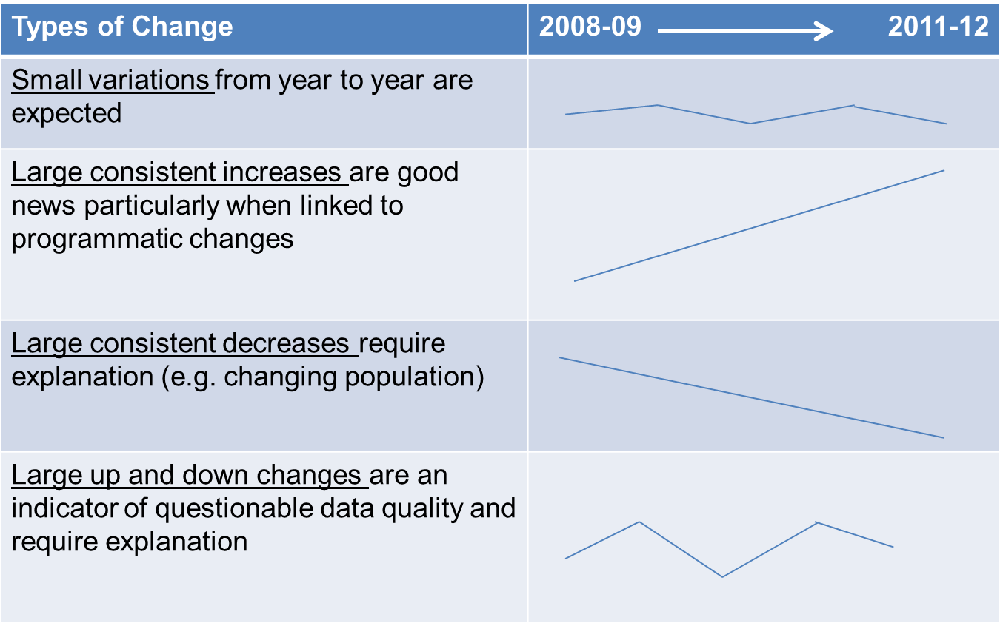 Types of Change
2008-09 2011-12
Small variations from year to year are
expected
Large consistent increases are good
news particularly when linked to
programmatic changes
Large consistent decreases require
explanation (e.g. changing population)
Large up and down changes are an
indicator of questionable data quality and
require explanation